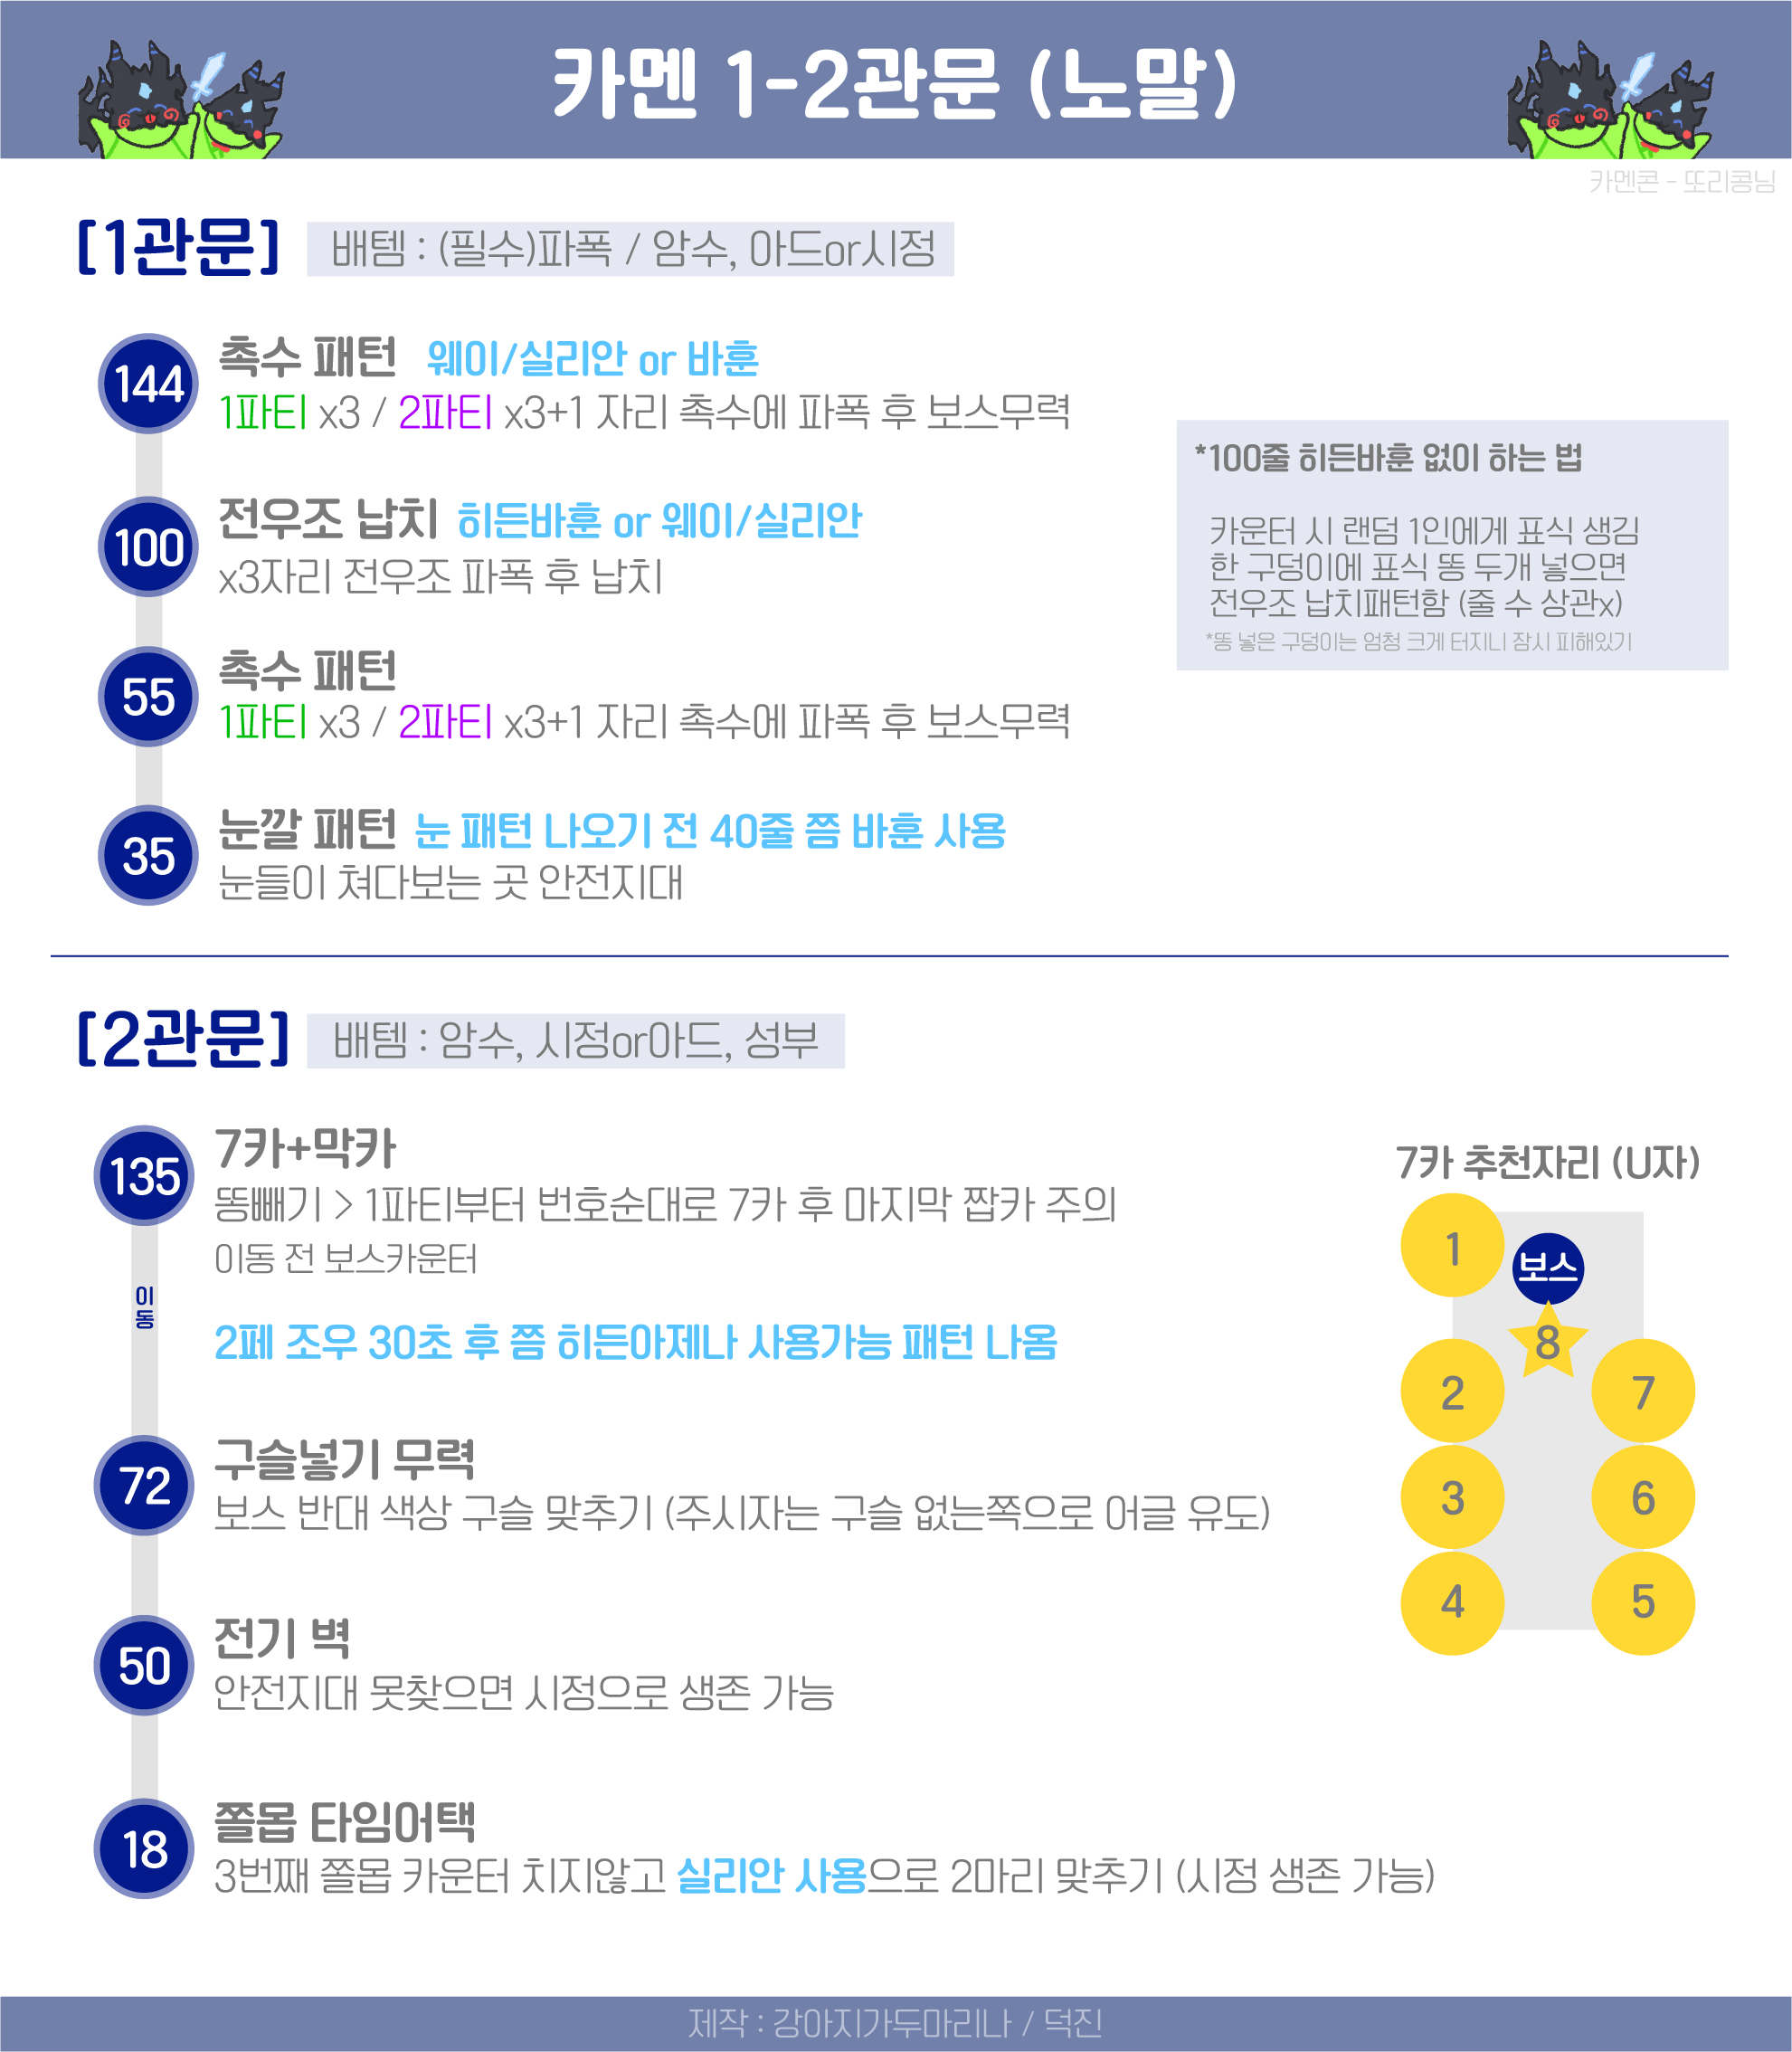 카멘 1-2관문 (노말)
카멘콘 - 또리콩님
[1관문] 배템 : (필수)파폭 / 암수, 아드or시정
144 촉수 패턴 웨이/실리안 or 바훈
1파티 x3 / 2파티 x3+1 자리 촉수에 파폭 후 보스무력
100 전우조 납치 히든바훈 or 웨이/실리안
x3자리 전우조 파폭 후 납치
55 촉수 패턴
1파티 x3 / 2파티 x3+1 자리 촉수에 파폭 후 보스무력
35 눈깔 패턴 눈 패턴 나오기 전 40줄 쯤 바훈 사용
눈들이 쳐다보는 곳 안전지대
*100줄 히든바훈 없이 하는 법
카운터 시 랜덤 1인에게 표식 생김
한 구덩이에 표식 똥 두개 넣으면
전우조 납치패턴함 (줄 수 상관x)
*똥 넣은 구덩이는 엄청 크게 터지니 잠시 피해있기
[2관문] 배템 : 암수, 시정or아드, 성부
135 7카+막카
똥빼기 > 1파티부터 번호순대로 7카 후 마지막 짭카 주의
이동 전 보스카운터
이동
2페 조우 30초 후 쯤 히든아제나 사용가능 패턴 나옴
72 구슬넣기 무력
보스 반대 색상 구슬 맞추기 (주시자는 구슬 없는쪽으로 어글 유도)
50 전기 벽
안전지대 못찾으면 시정으로 생존 가능
18 쫄몹 타임어택
3번째 쫄몹 카운터 치지않고 실리안 사용으로 2마리 맞추기 (시정 생존 가능)
7카 추천자리 (U자)
1 보스
8
2 7
3 6
4 5
제작 : 강아지가두마리나 / 덕진